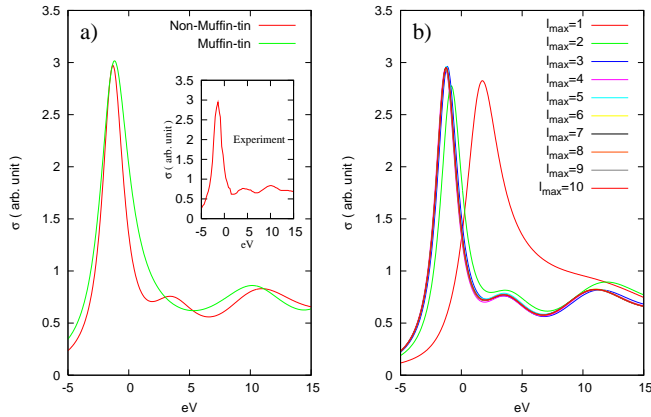 a)
Non-Muffin-tin
Muffin-tin
3.5
3
2.5
2
1.5
1
0.5
0
σ ( arb. unit )
-5 0 5 10 15
eV
3.5
3
2.5
2
1.5
1
0.5
0
σ ( arb. unit )
Experiment
-5 0 5 10 15
eV
b)
lmax=1
lmax=2
lmax=3
lmax=4
lmax=5
lmax=6
lmax=7
lmax=8
lmax=9
lmax=10
3.5
3
2.5
2
1.5
1
0.5
0
σ ( arb. unit )
-5 0 5 10 15
eV